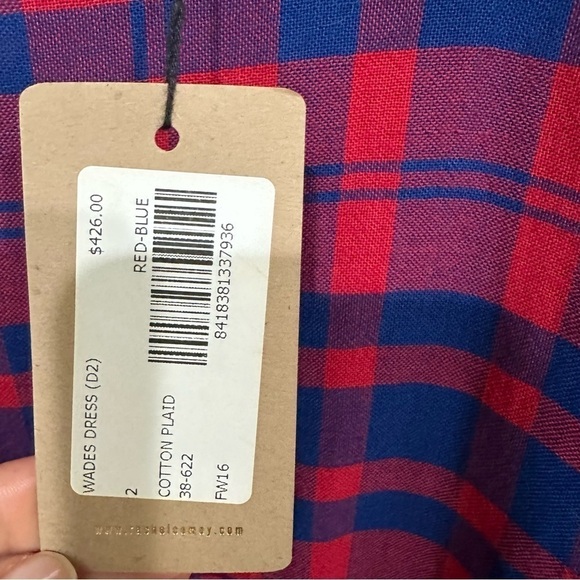 WADES DRESS (D2) $426.00
2
COTTON PLAID RED-BLUE
38-622
FW16 8418381337936
www.rachelcomey.com